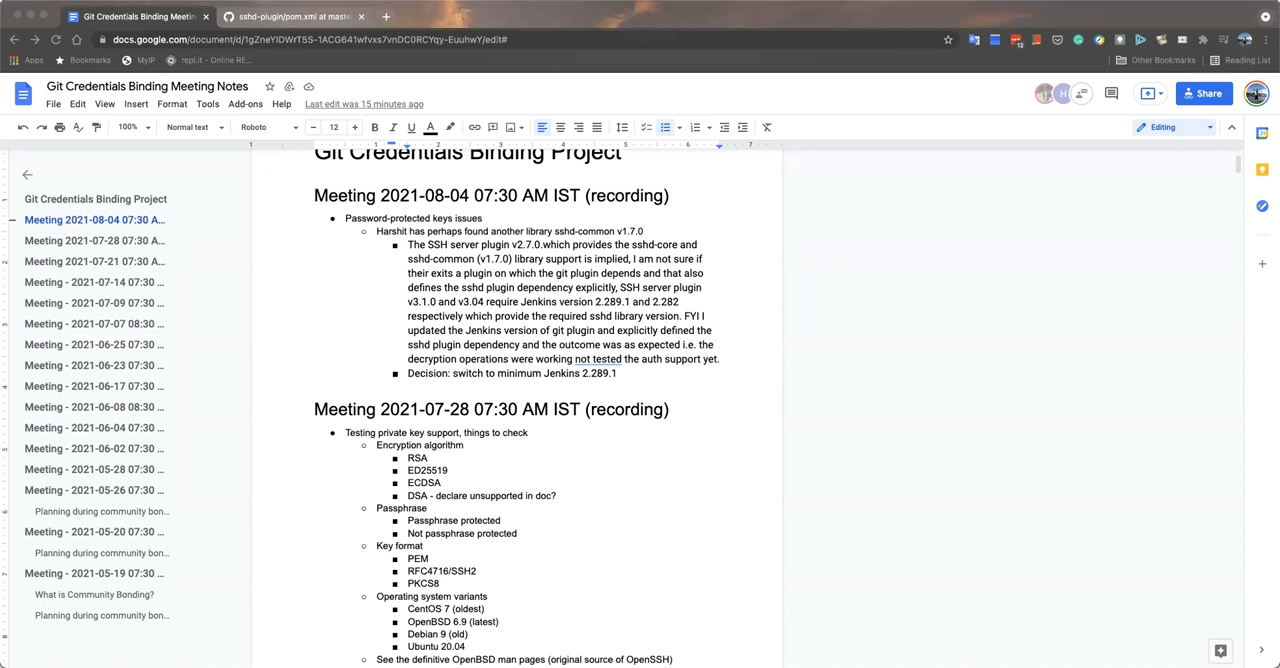 Git Credentials Binding Meetin
sshd-plugin/pom.xml at maste
docs.google.com/document/d/1gZneYIDWrT5S-1ACG641wfvxs7vnDC0RCYqy-EuuhwY/edit#
12
Apps
Bookmarks
MyIP
repl.it - Online RE...
Other Bookmarks
Reading List
Git Credentials Binding Meeting Notes
File Edit View Insert Format Tools Add-ons Help Last edit was 15 minutes ago
H
Share
100% Normal text Roboto 12 B I U A Editing
1 1 2 3 4 5 6 7
Git Credentials Binding Project
Meeting 2021-08-04 07:30 A...
Meeting 2021-07-28 07:30 A...
Meeting 2021-07-21 07:30 A...
Meeting - 2021-07-14 07:30 ...
Meeting - 2021-07-09 07:30 ...
Meeting - 2021-07-07 08:30 ...
Meeting - 2021-06-25 07:30 ...
Meeting - 2021-06-23 07:30 ...
Meeting - 2021-06-17 07:30 ...
Meeting - 2021-06-08 08:30 ...
Meeting - 2021-06-04 07:30 ...
Meeting - 2021-06-02 07:30 ...
Meeting - 2021-05-28 07:30 ...
Meeting - 2021-05-26 07:30 ...
Planning during community bon...
Meeting - 2021-05-20 07:30 ...
Planning during community bon...
Meeting - 2021-05-19 07:30 ...
What is Community Bonding?
Planning during community bon...
Git Credentials Binding Project
Meeting 2021-08-04 07:30 AM IST (recording)
Password-protected keys issues
Harshit has perhaps found another library sshd-common v1.7.0
The SSH server plugin v2.7.0.which provides the sshd-core and
sshd-common (v1.7.0) library support is implied, I am not sure if
their exits a plugin on which the git plugin depends and that also
defines the sshd plugin dependency explicitly, SSH server plugin
v3.1.0 and v3.04 require Jenkins version 2.289.1 and 2.282
respectively which provide the required sshd library version. FYI I
updated the Jenkins version of git plugin and explicitly defined the
sshd plugin dependency and the outcome was as expected i.e. the
decryption operations were working not tested the auth support yet.
Decision: switch to minimum Jenkins 2.289.1
Meeting 2021-07-28 07:30 AM IST (recording)
Testing private key support, things to check
Encryption algorithm
RSA
ED25519
ECDSA
DSA - declare unsupported in doc?
Passphrase
Passphrase protected
Not passphrase protected
Key format
PEM
RFC4716/SSH2
PKCS8
Operating system variants
CentOS 7 (oldest)
OpenBSD 6.9 (latest)
Debian 9 (old)
Ubuntu 20.04
See the definitive OpenBSD man pages (original source of OpenSSH)